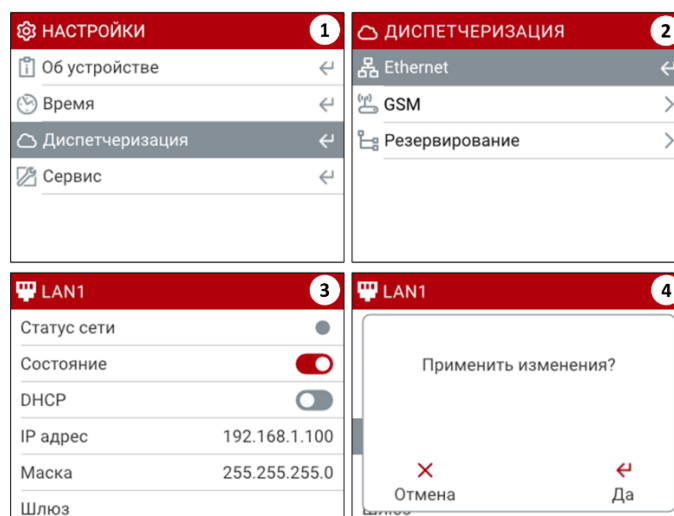 НАСТРОЙКИ
1
Об устройстве
Время
Диспетчеризация
Сервис
ДИСПЕТЧЕРИЗАЦИЯ
2
Ethernet
GSM
Резервирование
LAN1
3
Статус сети
Состояние
DHCP
IP адрес 192.168.1.100
Маска 255.255.255.0
Шлюз
LAN1
4
Применить изменения?
Отмена Да
Шлюз